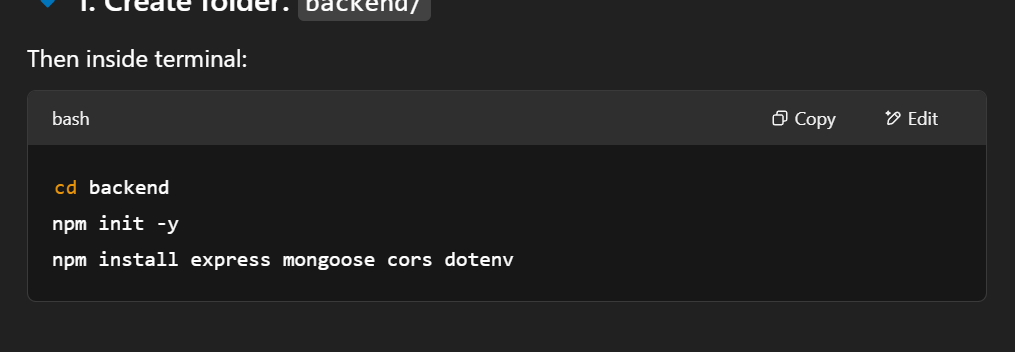 1. Create folder: backend/
Then inside terminal:
bash Copy Edit
cd backend
npm init -y
npm install express mongoose cors dotenv